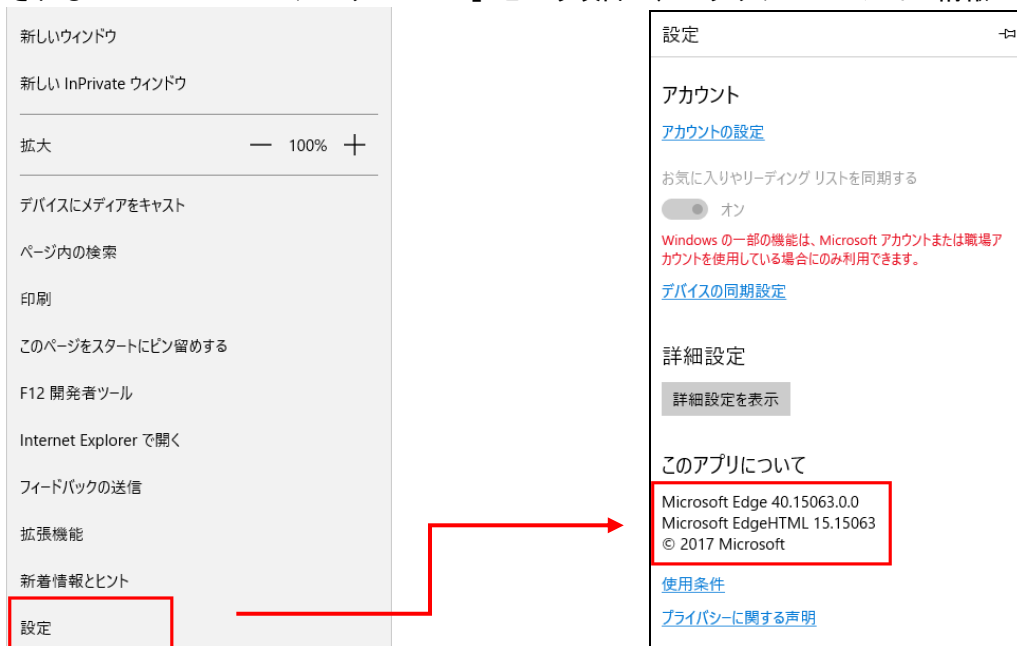 新しいウィンドウ
新しい InPrivate ウィンドウ
拡大 — 100% +
デバイスにメディアをキャスト
ページ内の検索
印刷
このページをスタートにピン留めする
F12 開発者ツール
Internet Explorer で開く
フィードバックの送信
拡張機能
新着情報とヒント
設定
設定
アカウント
アカウントの設定
お気に入りやリーディング リストを同期する
オン
Windows の一部の機能は、Microsoft アカウントまたは職場ア
カウントを使用している場合にのみ利用できます。
デバイスの同期設定
詳細設定
詳細設定を表示
このアプリについて
Microsoft Edge 40.15063.0.0
Microsoft EdgeHTML 15.15063
© 2017 Microsoft
使用条件
プライバシーに関する声明